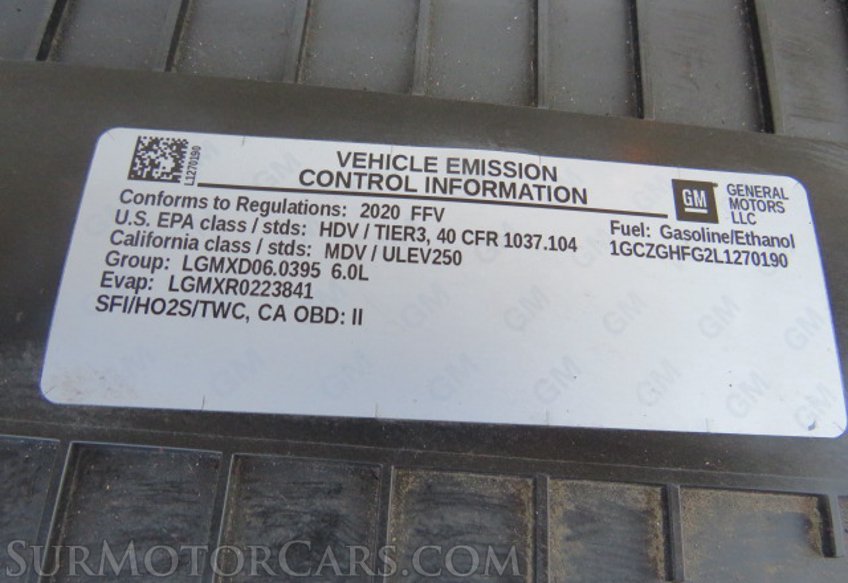 L1270190
VEHICLE EMISSION
CONTROL INFORMATION
GM
GENERAL
MOTORS
LLC
Conforms to Regulations: 2020 FFV
U.S. EPA class / stds: HDV / TIER3, 40 CFR 1037.104
California class / stds: MDV / ULEV250
Group: LGMXD06.0395 6.0L
Evap: LGMXR0223841
SFI/HO2S/TWC, CA OBD: II
Fuel: Gasoline/Ethanol
1GCZGHFG2L1270190
SURMOTORCARS.COM